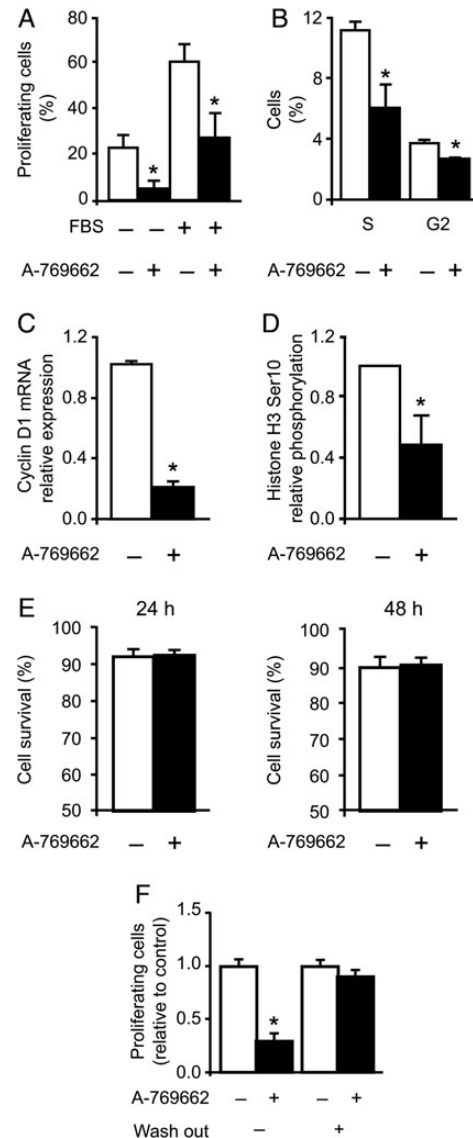 A
Proliferating cells
(%)
80
60
40
20
0
*
*
FBS – – + +
A-769662 – + – +
B
Cells
(%)
12
8
4
0
*
*
S G2
– + – +
C
Cyclin D1 mRNA
relative expression
1.2
0.8
0.4
0.0
*
A-769662 – +
D
Histone H3 Ser10
relative phosphorylation
1.2
0.8
0.4
0.0
*
A-769662 – +
E
24 h
Cell survival (%)
100
90
80
70
60
50
A-769662 – +
48 h
Cell survival (%)
100
90
80
70
60
50
A-769662 – +
F
Proliferating cells
(relative to control)
1.5
1.0
0.5
0.0
*
A-769662 – + – +
Wash out – +